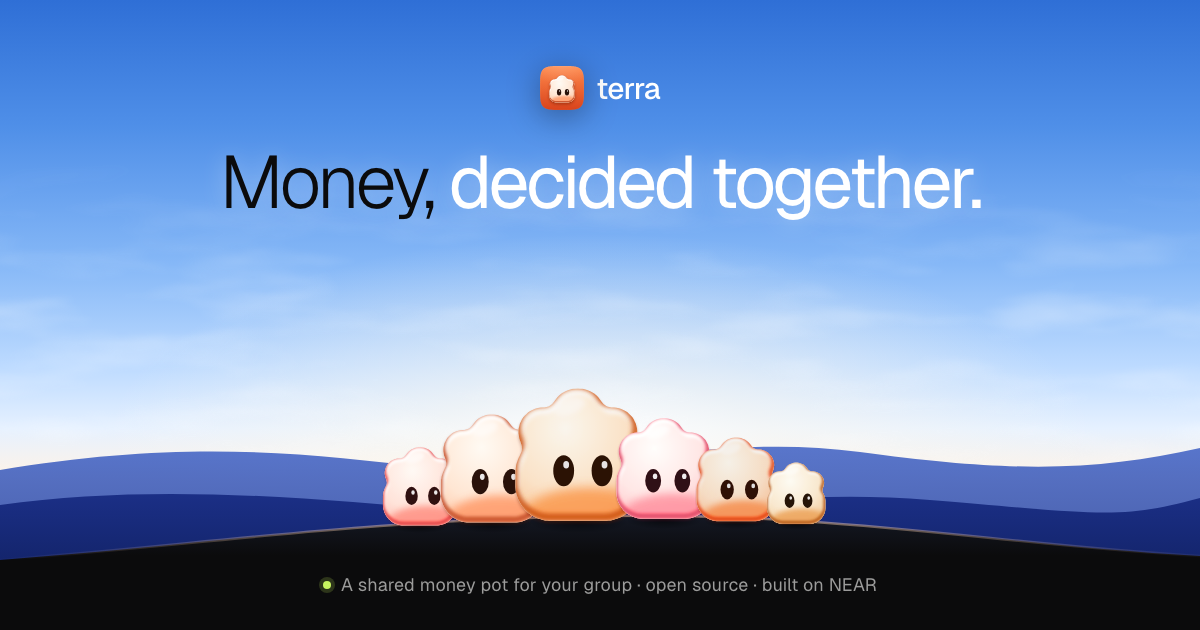 terra
Money, decided together.
A shared money pot for your group · open source · built on NEAR